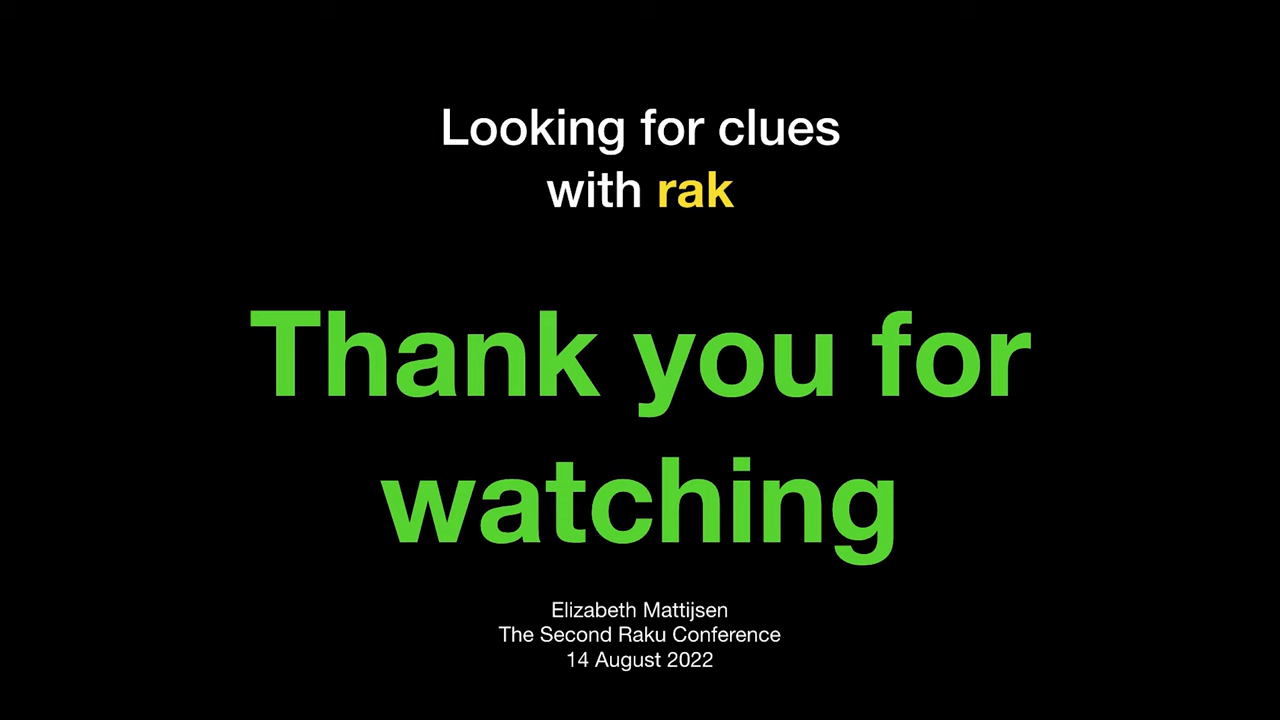 Looking for clues
with rak
Thank you for
watching
Elizabeth Mattijsen
The Second Raku Conference
14 August 2022